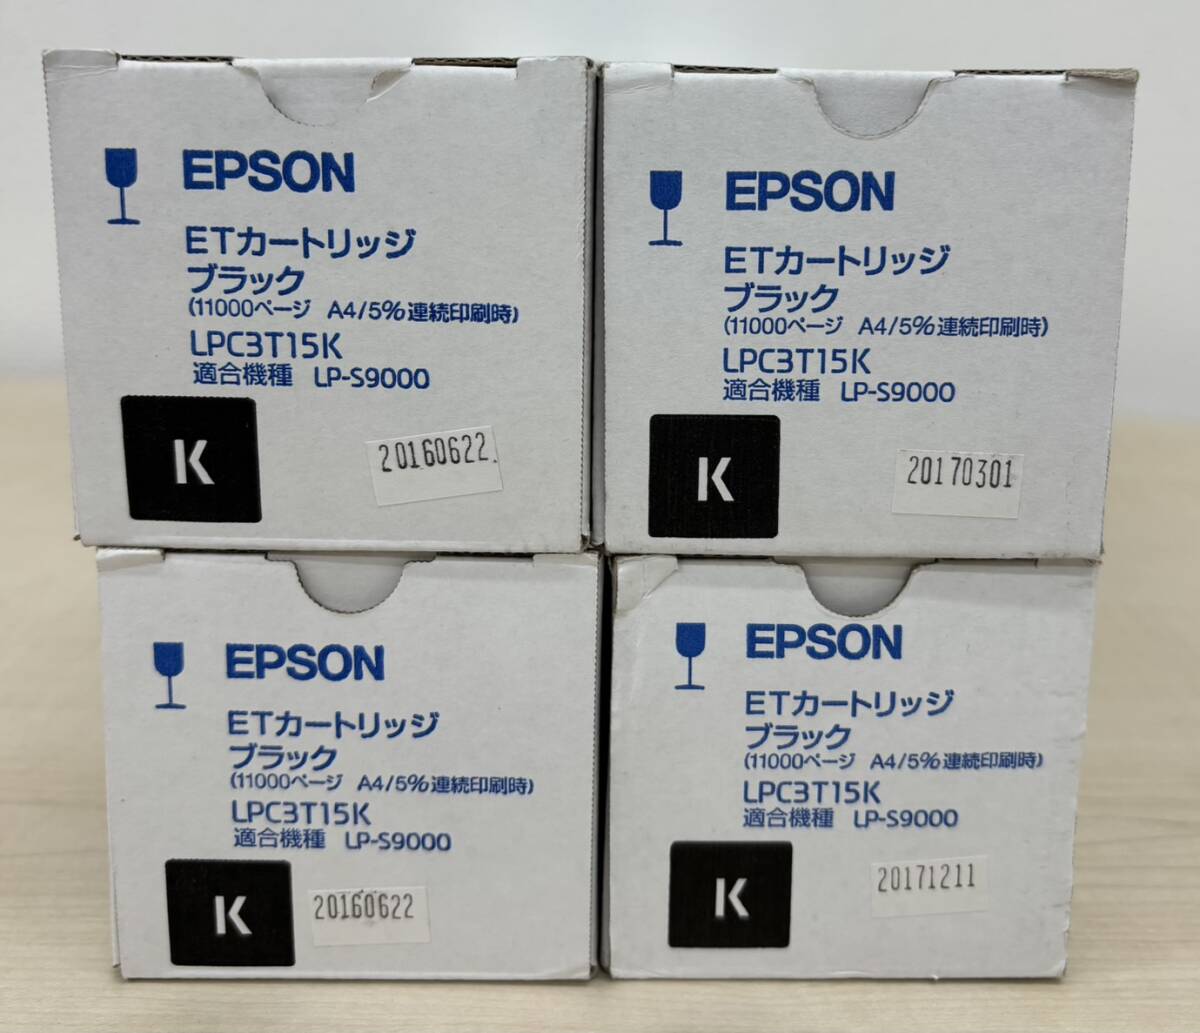 EPSON
ETカートリッジ
ブラック
(11000ページ A4/5%連続印刷時)
LPC3T15K
適合機種 LP-S9000
K
20160622
EPSON
ETカートリッジ
ブラック
(11000ページ A4/5%連続印刷時)
LPC3T15K
適合機種 LP-S9000
K
20170301
EPSON
ETカートリッジ
ブラック
(11000ページ A4/5%連続印刷時)
LPC3T15K
適合機種 LP-S9000
K
20160622
EPSON
ETカートリッジ
ブラック
(11000ページ A4/5%連続印刷時)
LPC3T15K
適合機種 LP-S9000
K
20171211